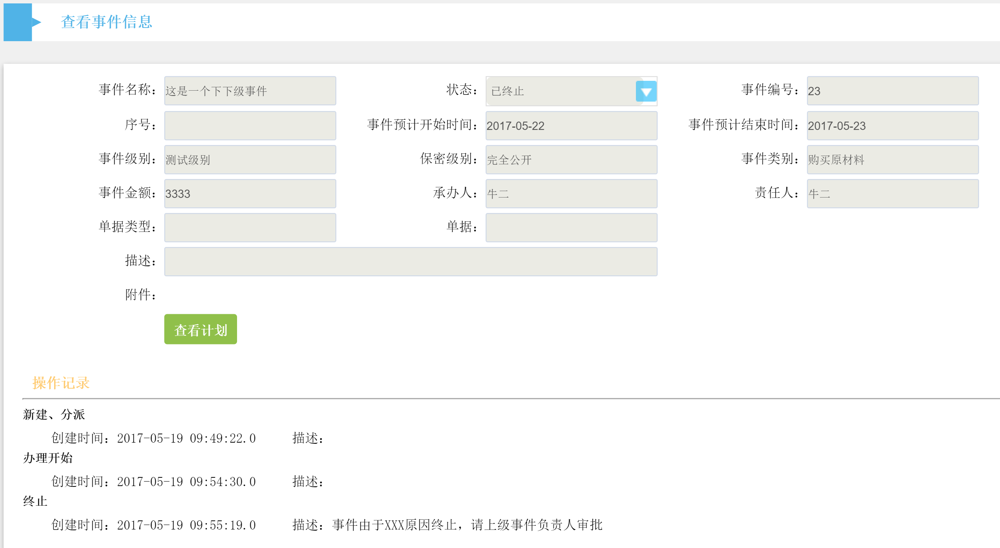 查看事件信息
事件名称：这是一个下下级事件 状态：已终止 事件编号：23
序号： 事件预计开始时间：2017-05-22 事件预计结束时间：2017-05-23
事件级别：测试级别 保密级别：完全公开 事件类别：购买原材料
事件金额：3333 承办人：牛二 责任人：牛二
单据类型： 单据：
描述：
附件：
查看计划
操作记录
新建、分派
创建时间：2017-05-19 09:49:22.0 描述：
办理开始
创建时间：2017-05-19 09:54:30.0 描述：
终止
创建时间：2017-05-19 09:55:19.0 描述：事件由于XXX原因终止，请上级事件负责人审批